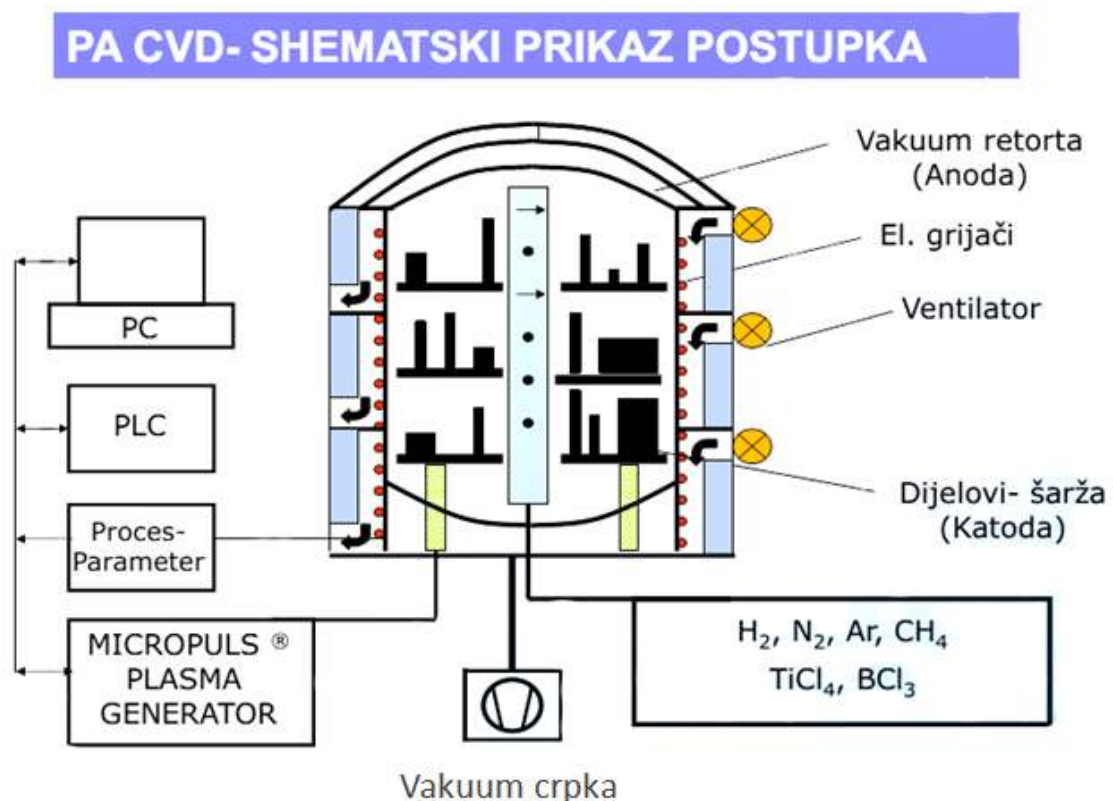 PA CVD- SHEMATSKI PRIKAZ POSTUPKA
Vakuum retorta
(Anoda)
El. grijači
Ventilator
Dijelovi- šarža
(Katoda)
PC
PLC
Proces-
Parameter
MICROPULS ®
PLASMA
GENERATOR
H₂, N₂, Ar, CH₄
TiCl₄, BCl₃
Vakuum crpka